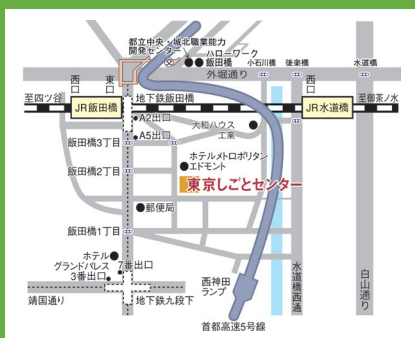 都立中央・城北職業能力
開発センター
ハローワーク
飯田橋
小石川橋
後楽橋
水道橋
外堀通り
西口
東口
西口
至四ツ谷
JR飯田橋
地下鉄飯田橋
JR水道橋
至御茶ノ水
A2出口
A5出口
大和ハウス
工業
飯田橋3丁目
ホテルメトロポリタン
エドモント
飯田橋2丁目
東京しごとセンター
郵便局
飯田橋1丁目
ホテル
グランドパレス
7番出口
3番出口
西神田
ランプ
水道橋西通
白山通り
靖国通り
地下鉄九段下
首都高速5号線